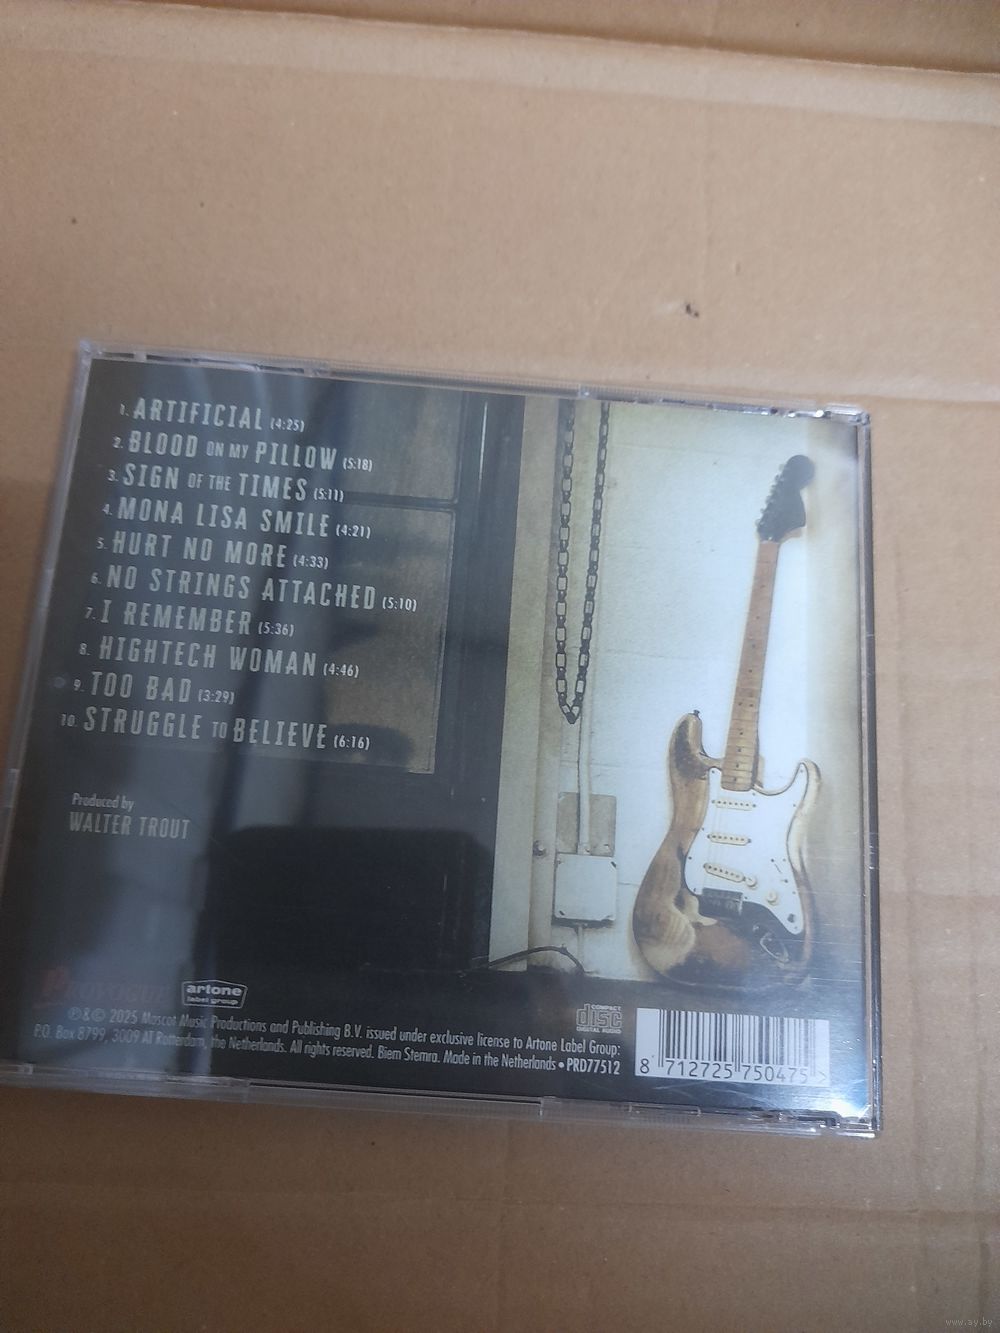 1. ARTIFICIAL (4:25)
2. BLOOD ON MY PILLOW (5:18)
3. SIGN OF THE TIMES (5:11)
4. MONA LISA SMILE (4:21)
5. HURT NO MORE (4:33)
6. NO STRINGS ATTACHED (5:10)
7. I REMEMBER (5:36)
8. HIGHTECH WOMAN (4:46)
9. TOO BAD (3:29)
10. STRUGGLE TO BELIEVE (6:16)
Produced by
WALTER TROUT
artone
label group
COMPACT
disc
DIGITAL AUDIO
℗ & © 2025 Mascot Music Productions and Publishing B.V. issued under exclusive license to Artone Label Group:
P.O. Box 8799, 3009 AT Rotterdam, the Netherlands. All rights reserved. Biem Stemra. Made in the Netherlands • PRD77512
8 712725 750475 >
www.ay.by